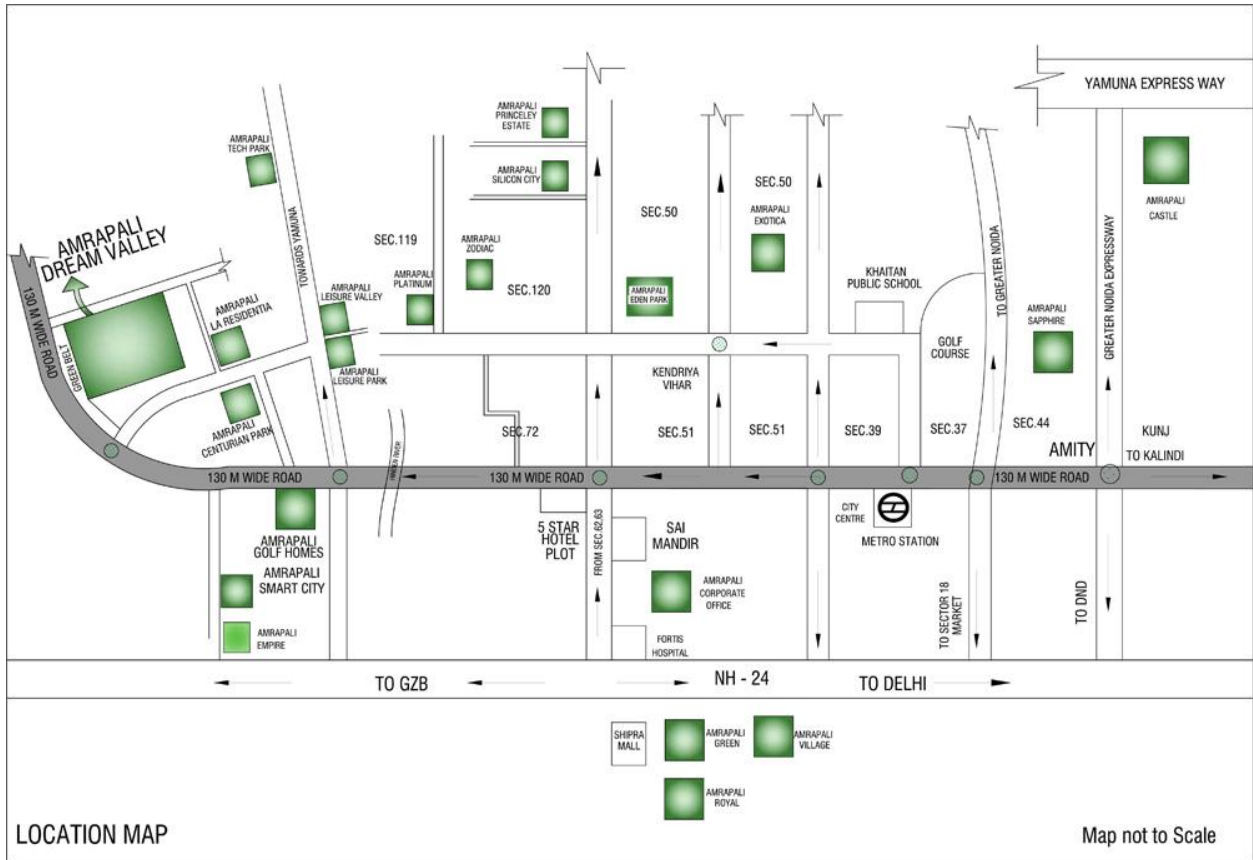 AMRAPALI
PRINCELEY
ESTATE
YAMUNA EXPRESS WAY
AMRAPALI
TECH PARK
AMRAPALI
SILICON CITY
SEC.50
SEC.50
AMRAPALI
CASTLE
AMRAPALI
EXOTICA
AMRAPALI
DREAM VALLEY
TOWARDS YAMUNA
SEC.119
AMRAPALI
ZODIAC
TO GREATER NOIDA
GREATER NOIDA EXPRESSWAY
KHAITAN
PUBLIC SCHOOL
AMRAPALI
PLATINUM
AMRAPALI
LEISURE VALLEY
SEC.120
AMRAPALI
EDEN PARK
AMRAPALI
LA RESIDENTIA
130 M WIDE ROAD
GREEN BELT
AMRAPALI
SAPPHIRE
GOLF
COURSE
AMRAPALI
LEISURE PARK
KENDRIYA
VIHAR
AMRAPALI
CENTURIAN PARK
SEC.72
SEC.51
SEC.51
SEC.39
SEC.37
SEC.44
KUNJ
AMITY
TO KALINDI
130 M WIDE ROAD
HINDEN RIVER
130 M WIDE ROAD
130 M WIDE ROAD
CITY
CENTRE
METRO STATION
5 STAR
HOTEL
PLOT
FROM SEC.62,63
SAI
MANDIR
AMRAPALI
GOLF HOMES
AMRAPALI
SMART CITY
AMRAPALI
CORPORATE
OFFICE
TO SECTOR 18
MARKET
TO DND
AMRAPALI
EMPIRE
FORTIS
HOSPITAL
TO GZB
NH - 24
TO DELHI
SHIPRA
MALL
AMRAPALI
GREEN
AMRAPALI
VILLAGE
AMRAPALI
ROYAL
LOCATION MAP
Map not to Scale